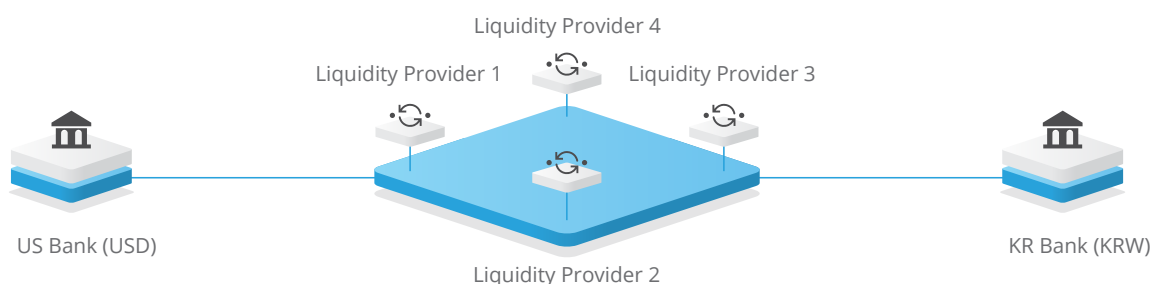 Liquidity Provider 4
Liquidity Provider 1
Liquidity Provider 3
US Bank (USD)
KR Bank (KRW)
Liquidity Provider 2